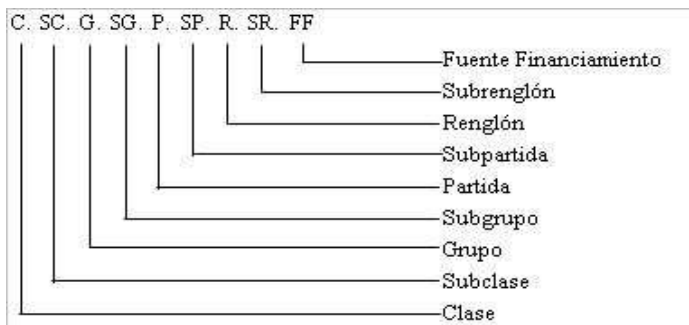 C. SC. G. SG. P. SP. R. SR. FF
Fuente Financiamiento
Subrenglón
Renglón
Subpartida
Partida
Subgrupo
Grupo
Subclase
Clase